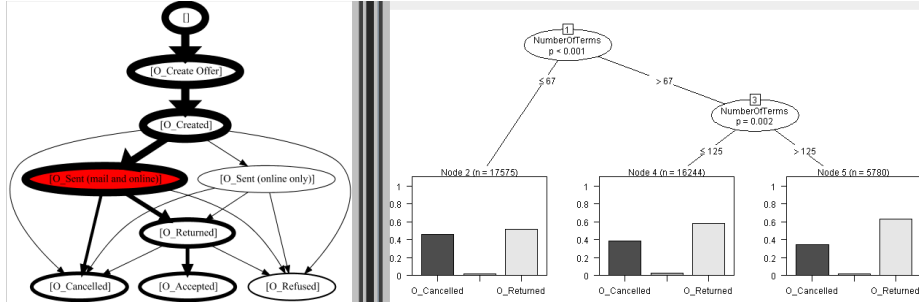 []
[O_Create Offer]
[O_Created]
[O_Sent (mail and online)]
[O_Sent (online only)]
[O_Returned]
[O_Cancelled]
[O_Accepted]
[O_Refused]
1
NumberOfTerms
p < 0.001
≤ 67
> 67
3
NumberOfTerms
p = 0.002
≤ 125
> 125
Node 2 (n = 17575)
1
0.8
0.6
0.4
0.2
0
O_Cancelled
O_Returned
Node 4 (n = 16244)
1
0.8
0.6
0.4
0.2
0
O_Cancelled
O_Returned
Node 5 (n = 5780)
1
0.8
0.6
0.4
0.2
0
O_Cancelled
O_Returned